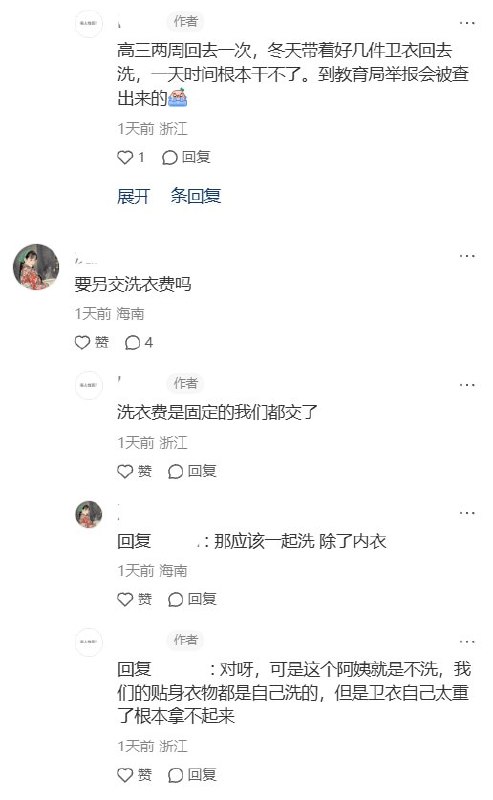 作者
高三两周回去一次，冬天带着好几件卫衣回去
洗，一天时间根本干不了。到教育局举报会被查
出来的
1天前 浙江
1 回复
展开 条回复
要另交洗衣费吗
1天前 海南
赞 4
作者
洗衣费是固定的我们都交了
1天前 浙江
赞 回复
回复 ：那应该一起洗 除了内衣
1天前 海南
赞 回复
作者
回复 ：对呀，可是这个阿姨就是不洗，我
们的贴身衣物都是自己洗的，但是卫衣自己太重
了根本拿不起来
1天前 浙江
赞 回复